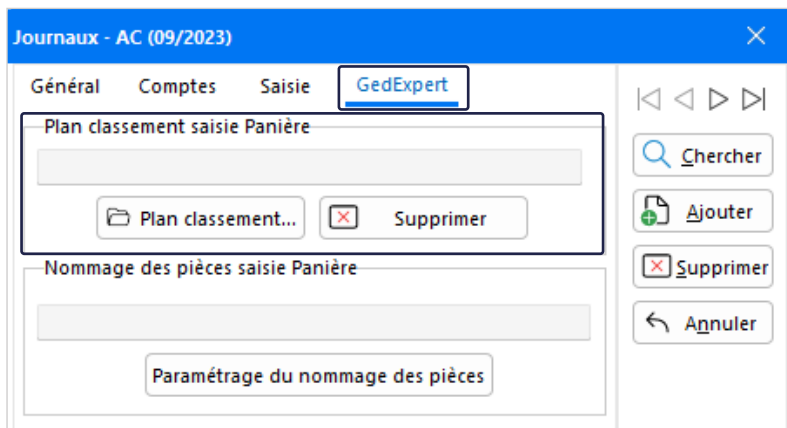 Journaux - AC (09/2023)
Général Comptes Saisie GedExpert
Plan classement saisie Panière
Plan classement... Supprimer
Nommage des pièces saisie Panière
Paramétrage du nommage des pièces
Chercher
Ajouter
Supprimer
Annuler